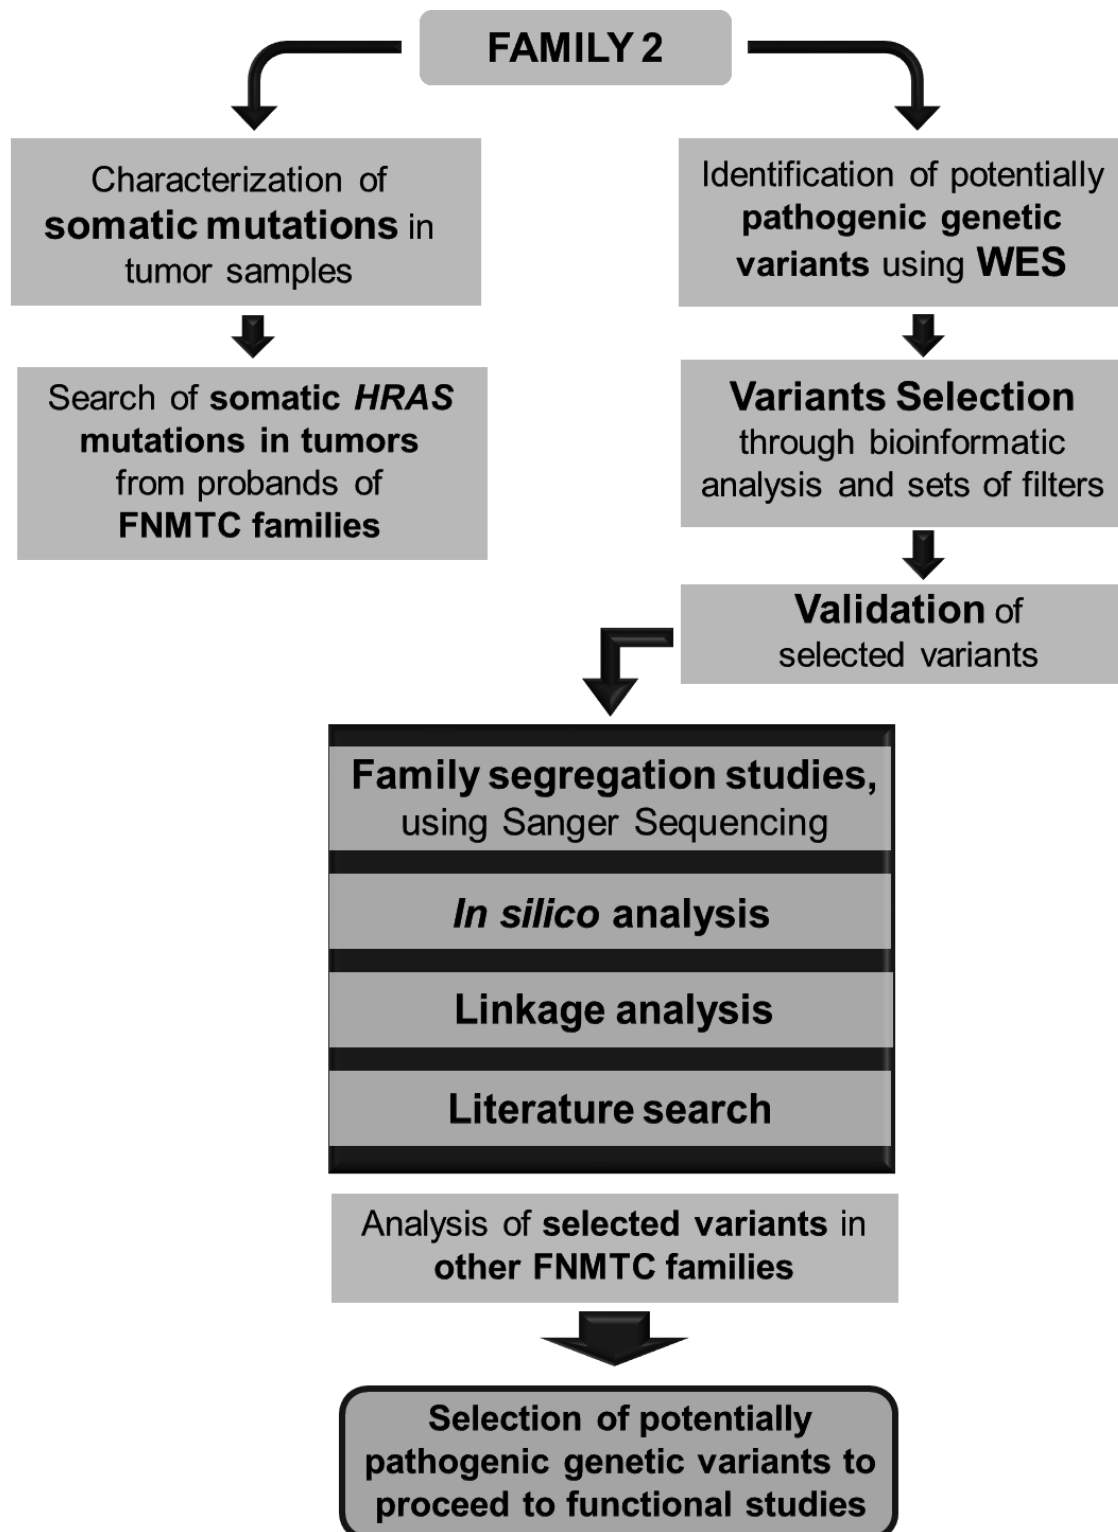 FAMILY 2
Characterization of
somatic mutations in
tumor samples
Search of somatic HRAS
mutations in tumors
from probands of
FNMTC families
Identification of potentially
pathogenic genetic
variants using WES
Variants Selection
through bioinformatic
analysis and sets of filters
Validation of
selected variants
Family segregation studies,
using Sanger Sequencing
In silico analysis
Linkage analysis
Literature search
Analysis of selected variants in
other FNMTC families
Selection of potentially
pathogenic genetic variants to
proceed to functional studies